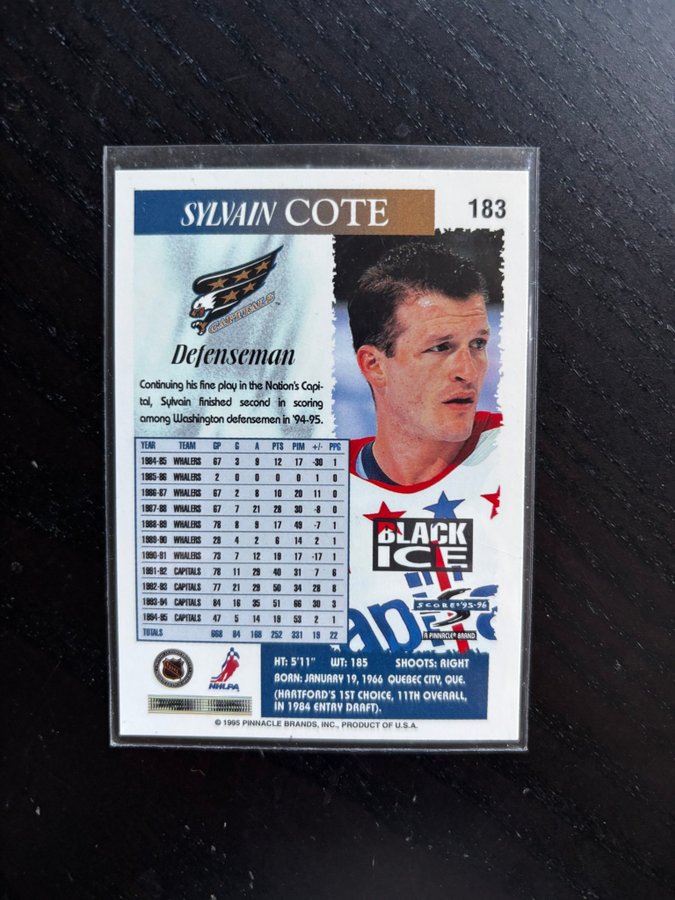 SYLVAIN COTE
183
CAPITALS™
Defenseman
Continuing his fine play in the Nation's Capi-
tal, Sylvain finished second in scoring
among Washington defensemen in '94-95.
YEAR TEAM GP G A PTS PIM +/- PPG
1984-85 WHALERS 67 3 9 12 17 -30 1
1985-86 WHALERS 2 0 0 0 0 1 0
1986-87 WHALERS 67 2 8 10 20 11 0
1987-88 WHALERS 67 7 21 28 30 -8 0
1988-89 WHALERS 78 8 9 17 49 -7 1
1989-90 WHALERS 28 4 2 6 14 2 1
1990-91 WHALERS 73 7 12 19 17 -17 1
1991-92 CAPITALS 78 11 29 40 31 7 6
1992-93 CAPITALS 77 21 29 50 34 28 8
1993-94 CAPITALS 84 16 35 51 66 30 3
1994-95 CAPITALS 47 5 14 19 53 2 1
TOTALS 668 84 168 252 331 19 22
BLACK
ICE
SCORE® '95-96
A PINNACLE® BRAND
NHLPA
HT: 5'11" WT: 185 SHOOTS: RIGHT
BORN: JANUARY 19, 1966 QUEBEC CITY, QUE.
(HARTFORD'S 1ST CHOICE, 11TH OVERALL,
IN 1984 ENTRY DRAFT).
© 1995 PINNACLE BRANDS, INC., PRODUCT OF U.S.A.